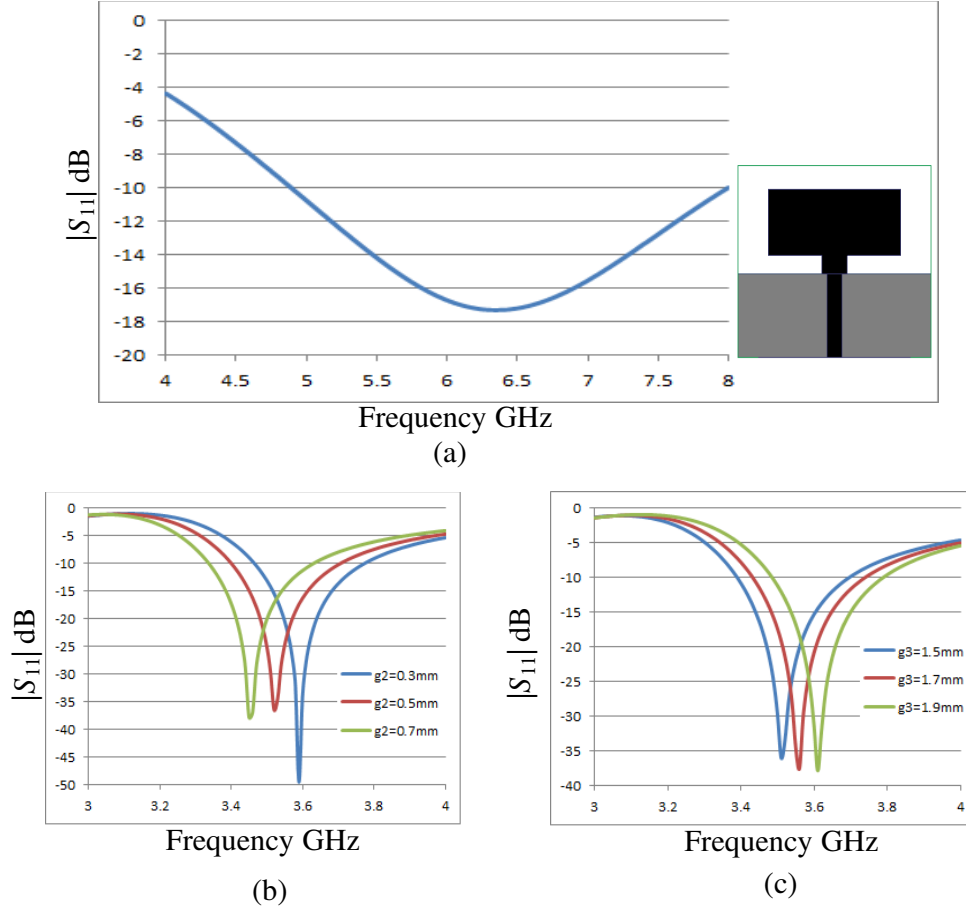 0
-2
-4
-6
-8
-10
-12
-14
-16
-18
-20
|S11| dB
4 4.5 5 5.5 6 6.5 7 7.5 8
Frequency GHz
(a)
0
-5
-10
-15
-20
-25
-30
-35
-40
-45
-50
|S11| dB
g2=0.3mm
g2=0.5mm
g2=0.7mm
3 3.2 3.4 3.6 3.8 4
Frequency GHz
(b)
0
-5
-10
-15
-20
-25
-30
-35
-40
|S11| dB
g3=1.5mm
g3=1.7mm
g3=1.9mm
3 3.2 3.4 3.6 3.8 4
Frequency GHz
(c)